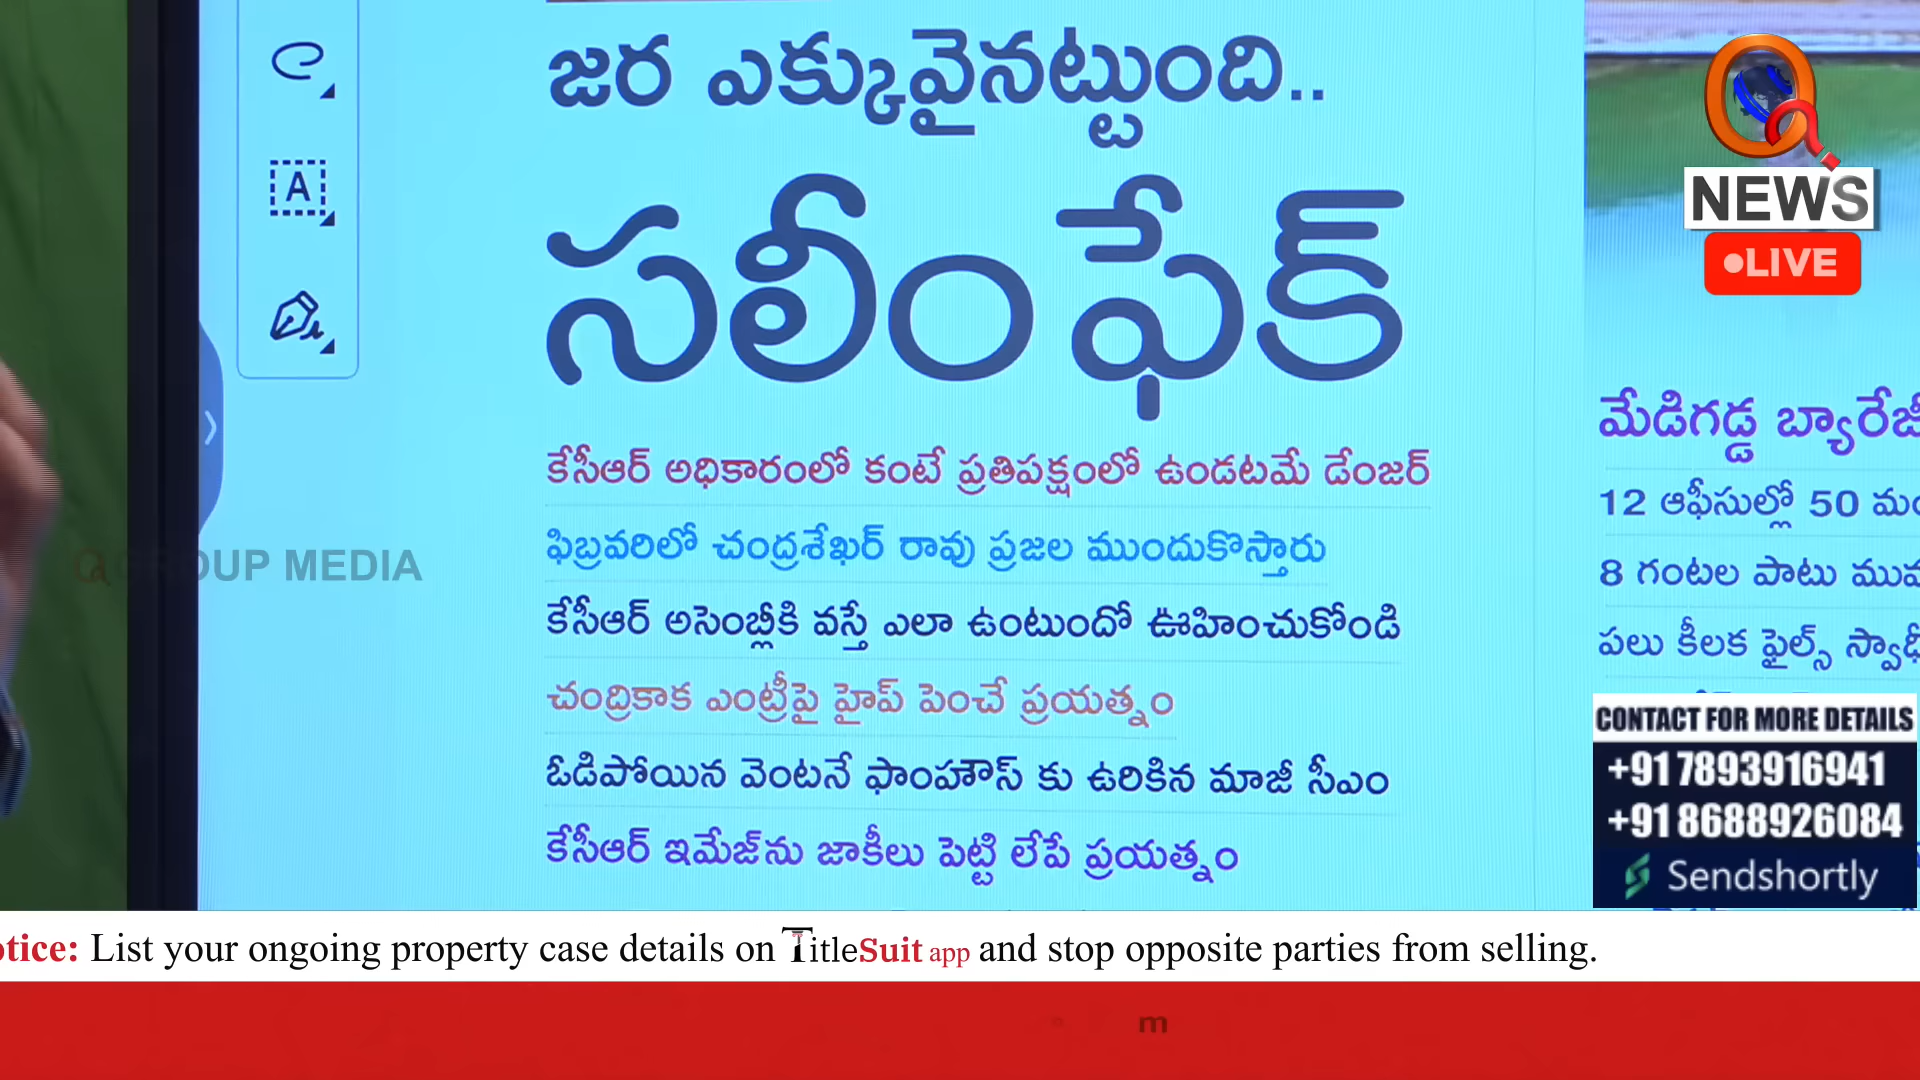 జర ఎక్కువైనట్టుంది..
సలీం ఫేక్
కేసీఆర్ అధికారంలో కంటే ప్రతిపక్షంలో ఉండటమే డేంజర్
ఫిబ్రవరిలో చంద్రశేఖర్ రావు ప్రజల ముందుకొస్తారు
కేసీఆర్ అసెంబ్లీకి వస్తే ఎలా ఉంటుందో ఊహించుకోండి
చంద్రికాక ఎంట్రీపై హైప్ పెంచే ప్రయత్నం
ఓడిపోయిన వెంటనే ఫాంహౌస్ కు ఉరికిన మాజీ సీఎం
కేసీఆర్ ఇమేజ్‌ను జాకీలు పెట్టి లేపే ప్రయత్నం
A
Q GROUP MEDIA
Q
NEWS
LIVE
మేడిగడ్డ బ్యారేజీ
12 ఆఫీసుల్లో 50
8 గంటల పాటు
పలు కీలక ఫైల్స్
CONTACT FOR MORE DETAILS
+91 7893916941
+91 8688926084
Sendshortly
otice: List your ongoing property case details on TitleSuit app and stop opposite parties from selling.
m